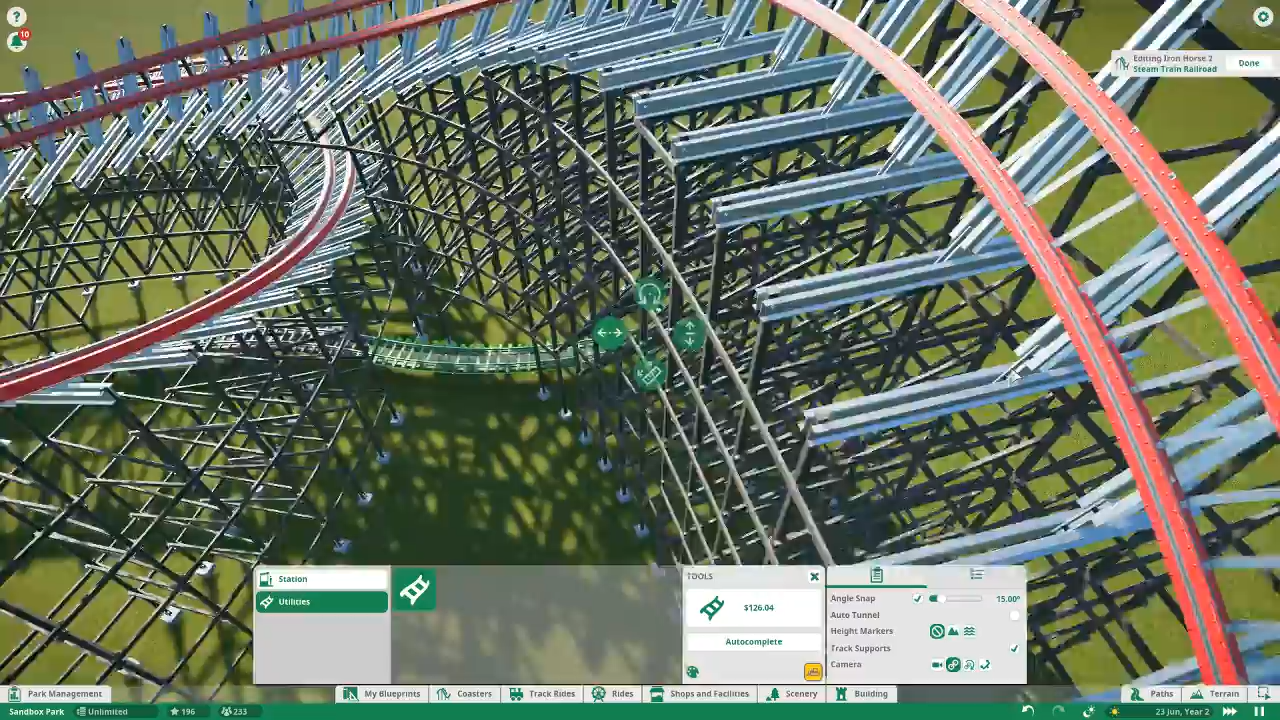 ?
10
Editing Iron Horse 2
Steam Train Railroad
Done
Station
Utilities
TOOLS
$126.04
Autocomplete
Angle Snap
15.00°
Auto Tunnel
Height Markers
Track Supports
Camera
Park Management
My Blueprints
Coasters
Track Rides
Rides
Shops and Facilities
Scenery
Building
Paths
Terrain
Sandbox Park
Unlimited
196
233
23 Jun, Year 2